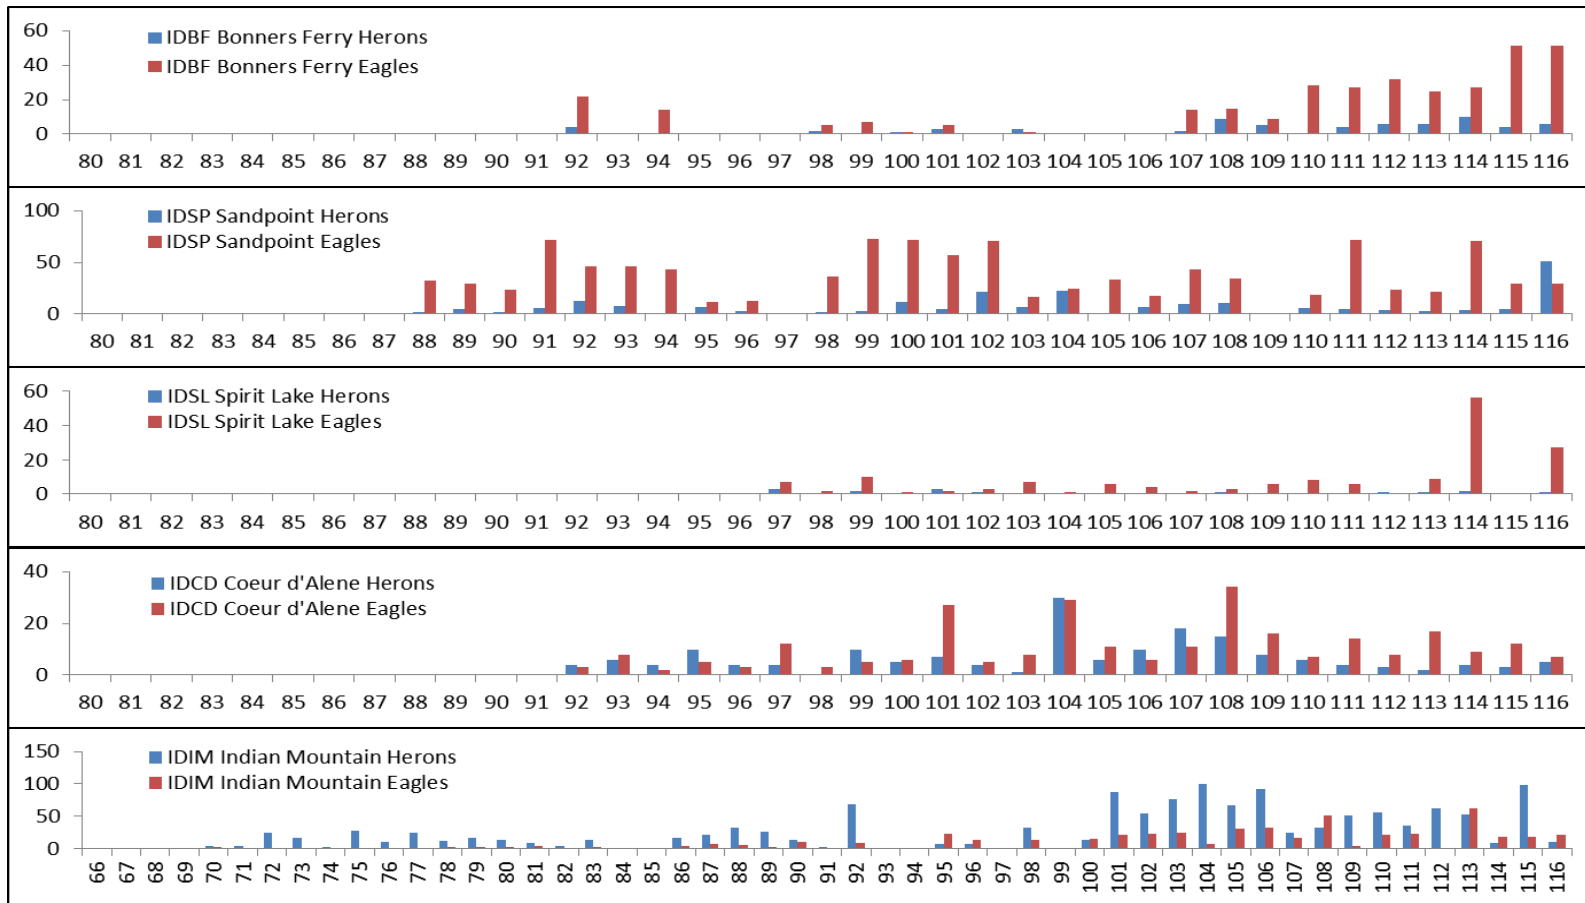 60
40
20
0
IDBF Bonners Ferry Herons
IDBF Bonners Ferry Eagles
80 81 82 83 84 85 86 87 88 89 90 91 92 93 94 95 96 97 98 99 100 101 102 103 104 105 106 107 108 109 110 111 112 113 114 115 116
100
50
0
IDSP Sandpoint Herons
IDSP Sandpoint Eagles
80 81 82 83 84 85 86 87 88 89 90 91 92 93 94 95 96 97 98 99 100 101 102 103 104 105 106 107 108 109 110 111 112 113 114 115 116
60
40
20
0
IDSL Spirit Lake Herons
IDSL Spirit Lake Eagles
80 81 82 83 84 85 86 87 88 89 90 91 92 93 94 95 96 97 98 99 100 101 102 103 104 105 106 107 108 109 110 111 112 113 114 115 116
40
20
0
IDCD Coeur d'Alene Herons
IDCD Coeur d'Alene Eagles
80 81 82 83 84 85 86 87 88 89 90 91 92 93 94 95 96 97 98 99 100 101 102 103 104 105 106 107 108 109 110 111 112 113 114 115 116
150
100
50
0
IDIM Indian Mountain Herons
IDIM Indian Mountain Eagles
66 67 68 69 70 71 72 73 74 75 76 77 78 79 80 81 82 83 84 85 86 87 88 89 90 91 92 93 94 95 96 97 98 99 100 101 102 103 104 105 106 107 108 109 110 111 112 113 114 115 116